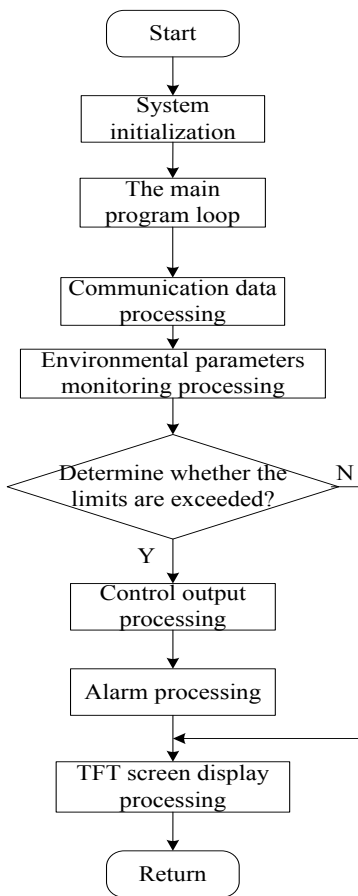 Start
System
initialization
The main
program loop
Communication data
processing
Environmental parameters
monitoring processing
Determine whether the
limits are exceeded?
N
Y
Control output
processing
Alarm processing
TFT screen display
processing
Return